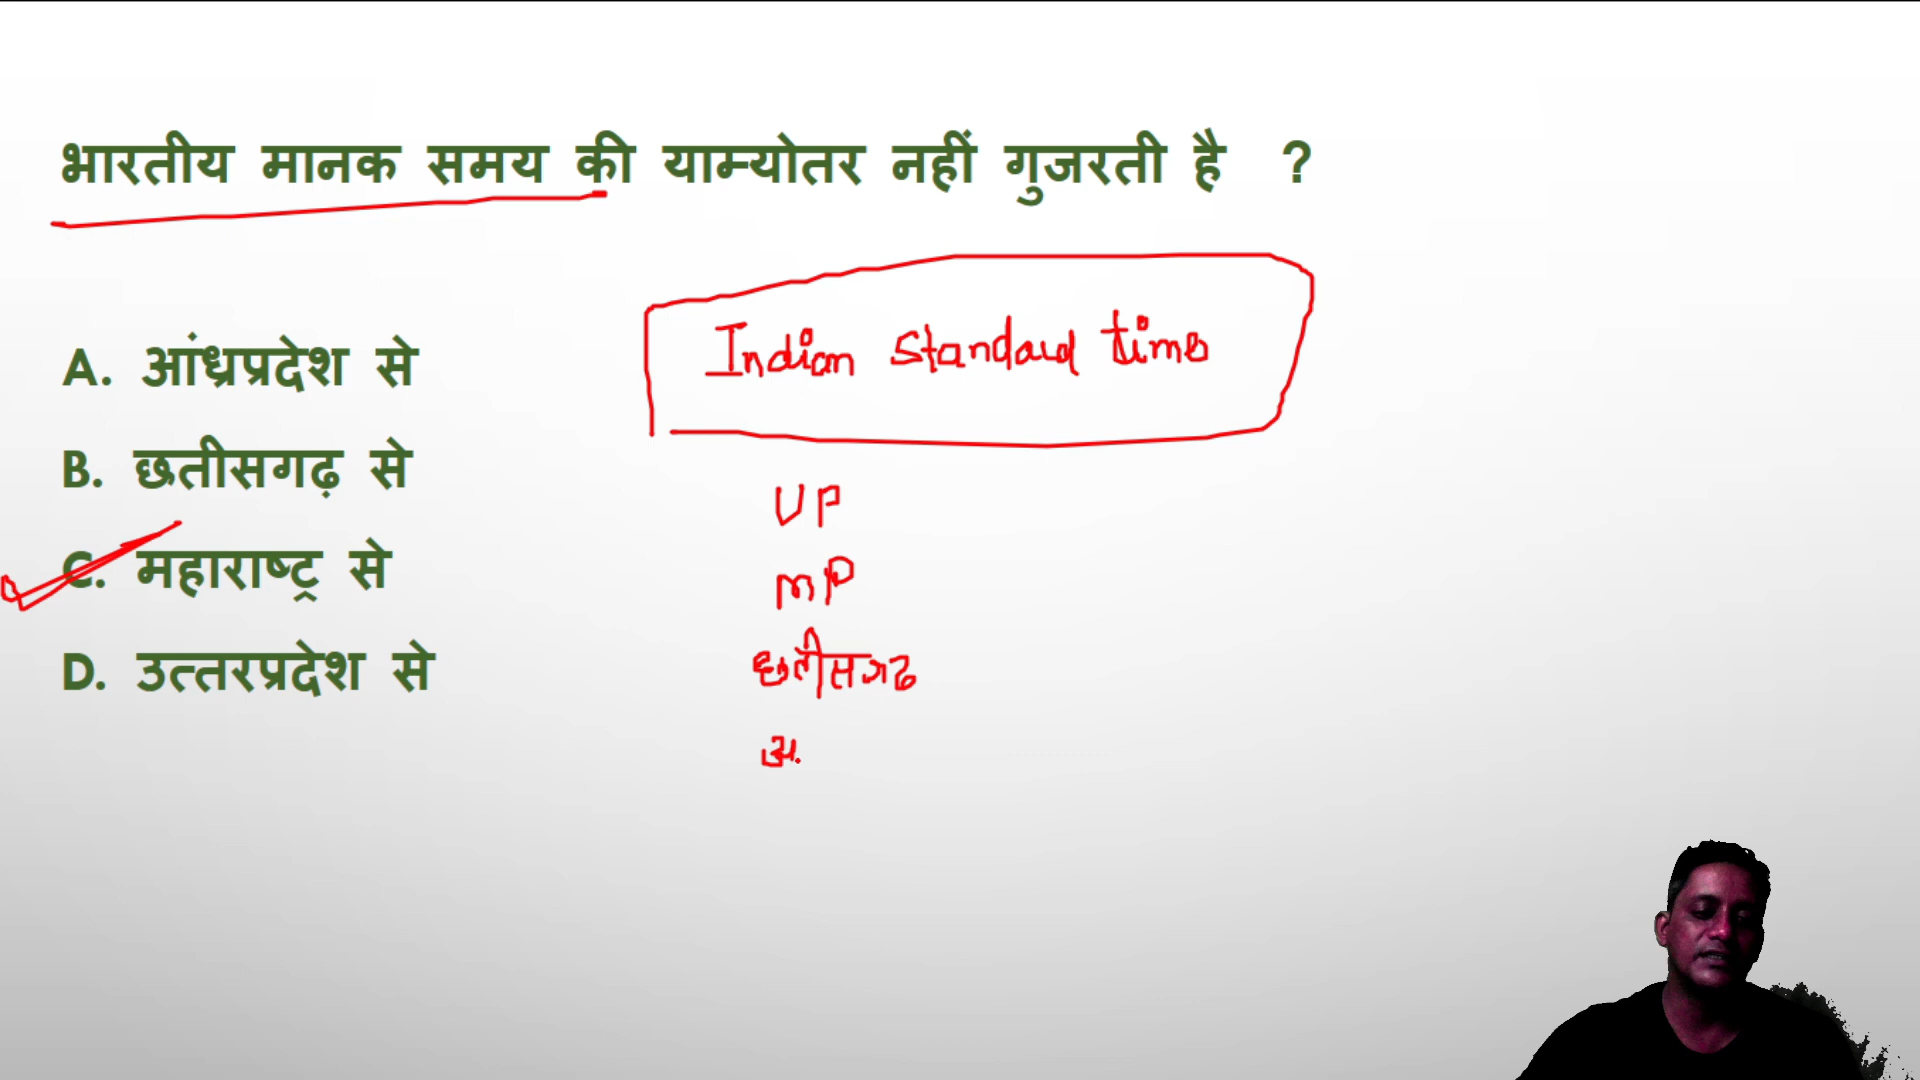 भारतीय मानक समय की याम्योतर नहीं गुजरती है ?
A. आंध्रप्रदेश से
Indian Standard time
B. छतीसगढ़ से
UP
C. महाराष्ट्र से
MP
D. उत्तरप्रदेश से
छत्तीसगढ
आ.